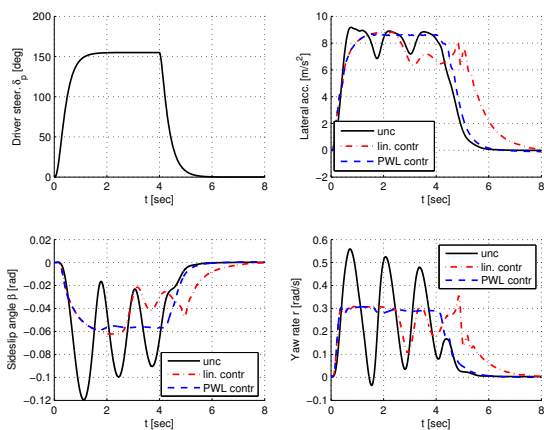 200
150
100
50
0
0 2 4 6 8
t [sec]
Driver steer. δp [deg]
10
8
6
4
2
0
−2
0 2 4 6 8
t [sec]
Lateral acc. [m/s²]
unc
lin. contr
PWL contr
0.02
0
−0.02
−0.04
−0.06
−0.08
−0.1
−0.12
0 2 4 6 8
t [sec]
Sideslip angle β [rad]
unc
lin. contr
PWL contr
0.6
0.5
0.4
0.3
0.2
0.1
0
−0.1
0 2 4 6 8
t [sec]
Yaw rate r [rad/s]
unc
lin. contr
PWL contr